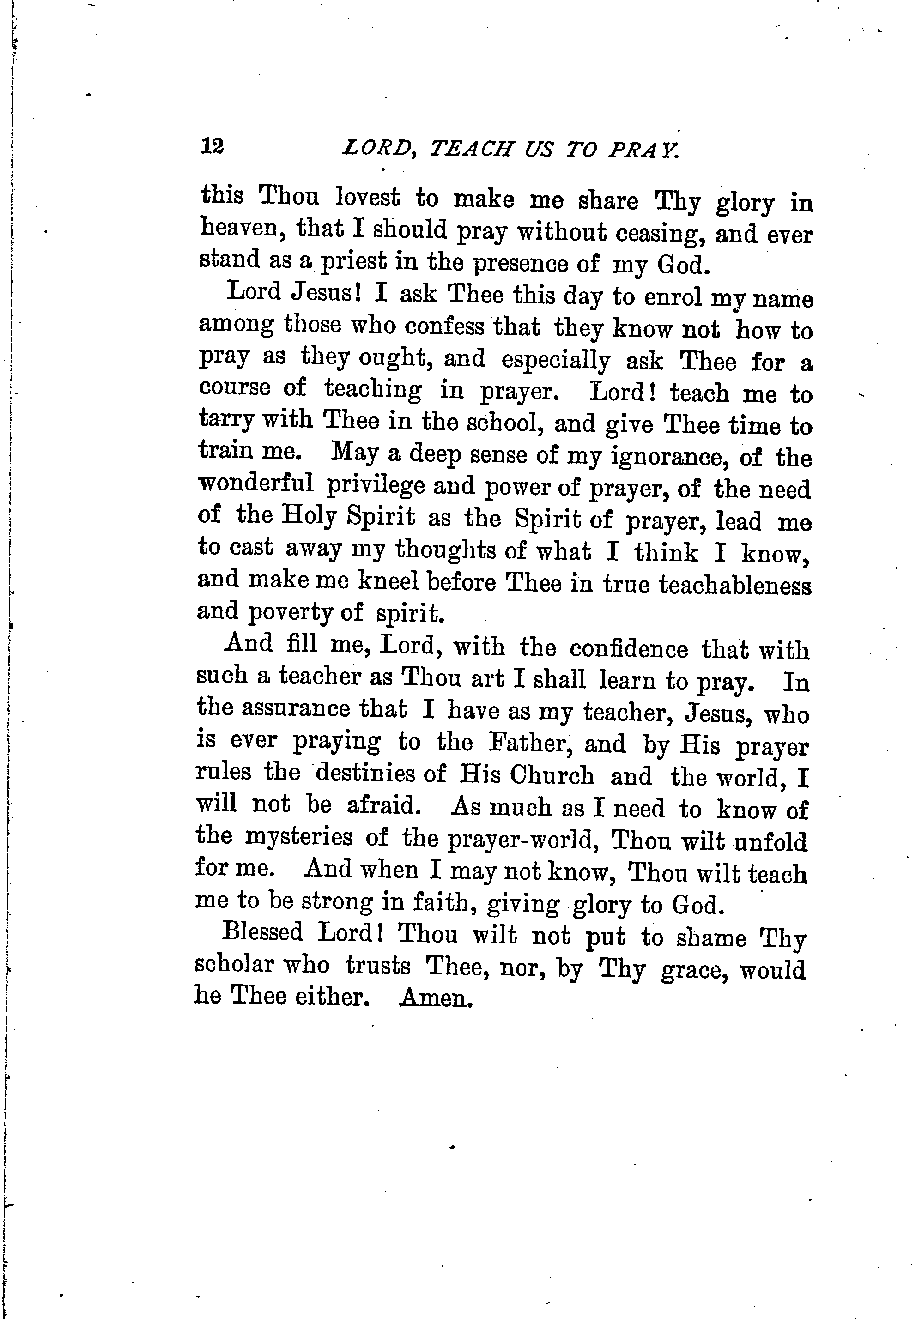 12 LORD, TEACH US TO PRAY.
this Thou lovest to make me share Thy glory in
heaven, that I should pray without ceasing, and ever
stand as a priest in the presence of my God.
Lord Jesus! I ask Thee this day to enrol my name
among those who confess that they know not how to
pray as they ought, and especially ask Thee for a
course of teaching in prayer. Lord! teach me to
tarry with Thee in the school, and give Thee time to
train me. May a deep sense of my ignorance, of the
wonderful privilege and power of prayer, of the need
of the Holy Spirit as the Spirit of prayer, lead me
to cast away my thoughts of what I think I know,
and make me kneel before Thee in true teachableness
and poverty of spirit.
And fill me, Lord, with the confidence that with
such a teacher as Thou art I shall learn to pray. In
the assurance that I have as my teacher, Jesus, who
is ever praying to the Father, and by His prayer
rules the destinies of His Church and the world, I
will not be afraid. As much as I need to know of
the mysteries of the prayer-world, Thou wilt unfold
for me. And when I may not know, Thou wilt teach
me to be strong in faith, giving glory to God.
Blessed Lord! Thou wilt not put to shame Thy
scholar who trusts Thee, nor, by Thy grace, would
he Thee either. Amen.